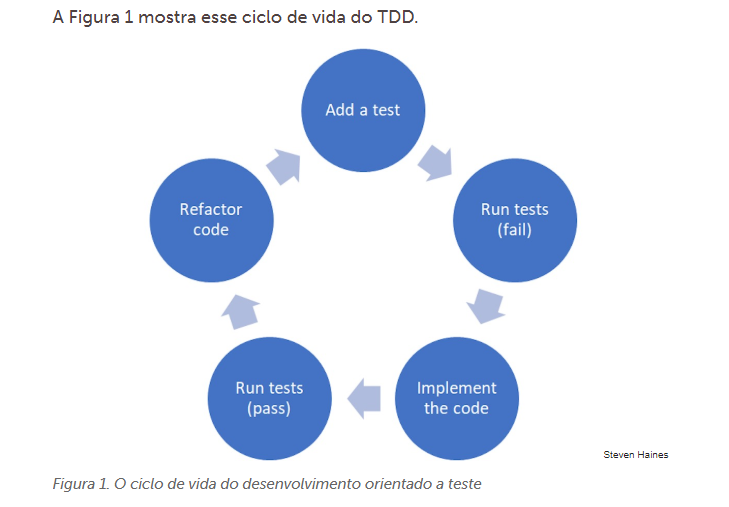 A Figura 1 mostra esse ciclo de vida do TDD.
Add a test
Run tests
(fail)
Implement
the code
Run tests
(pass)
Refactor
code
Steven Haines
Figura 1. O ciclo de vida do desenvolvimento orientado a teste